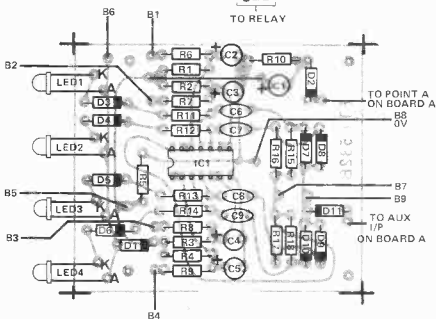 B6
B1
TO RELAY
R6
C2
R10
B2
R1
LED1
K
A
R2
C1
D2
C3
D3
R7
C6
TO POINT A
ON BOARD A
D4
R11
B8
0V
R12
C7
LED2
K
A
IC1
R16
R15
D7
D8
D5
R5
B7
B5
R13
C8
B9
LED3
K
A
R14
C9
D11
B3
D6
R8
TO AUX
I/P
ON BOARD A
D1
R3
C4
R17
R18
D10
D9
R4
LED4
K
A
R9
C5
B4